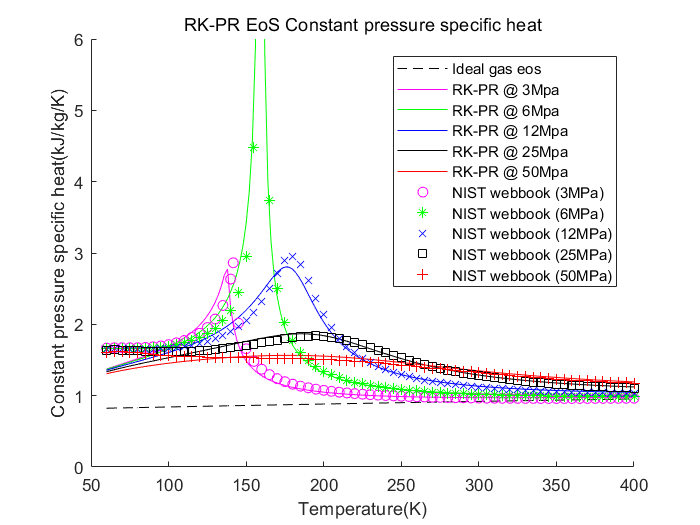 RK-PR EoS Constant pressure specific heat
Constant pressure specific heat(kJ/kg/K)
6
5
4
3
2
1
0
Ideal gas eos
RK-PR @ 3Mpa
RK-PR @ 6Mpa
RK-PR @ 12Mpa
RK-PR @ 25Mpa
RK-PR @ 50Mpa
NIST webbook (3MPa)
NIST webbook (6MPa)
NIST webbook (12MPa)
NIST webbook (25MPa)
NIST webbook (50MPa)
50 100 150 200 250 300 350 400
Temperature(K)